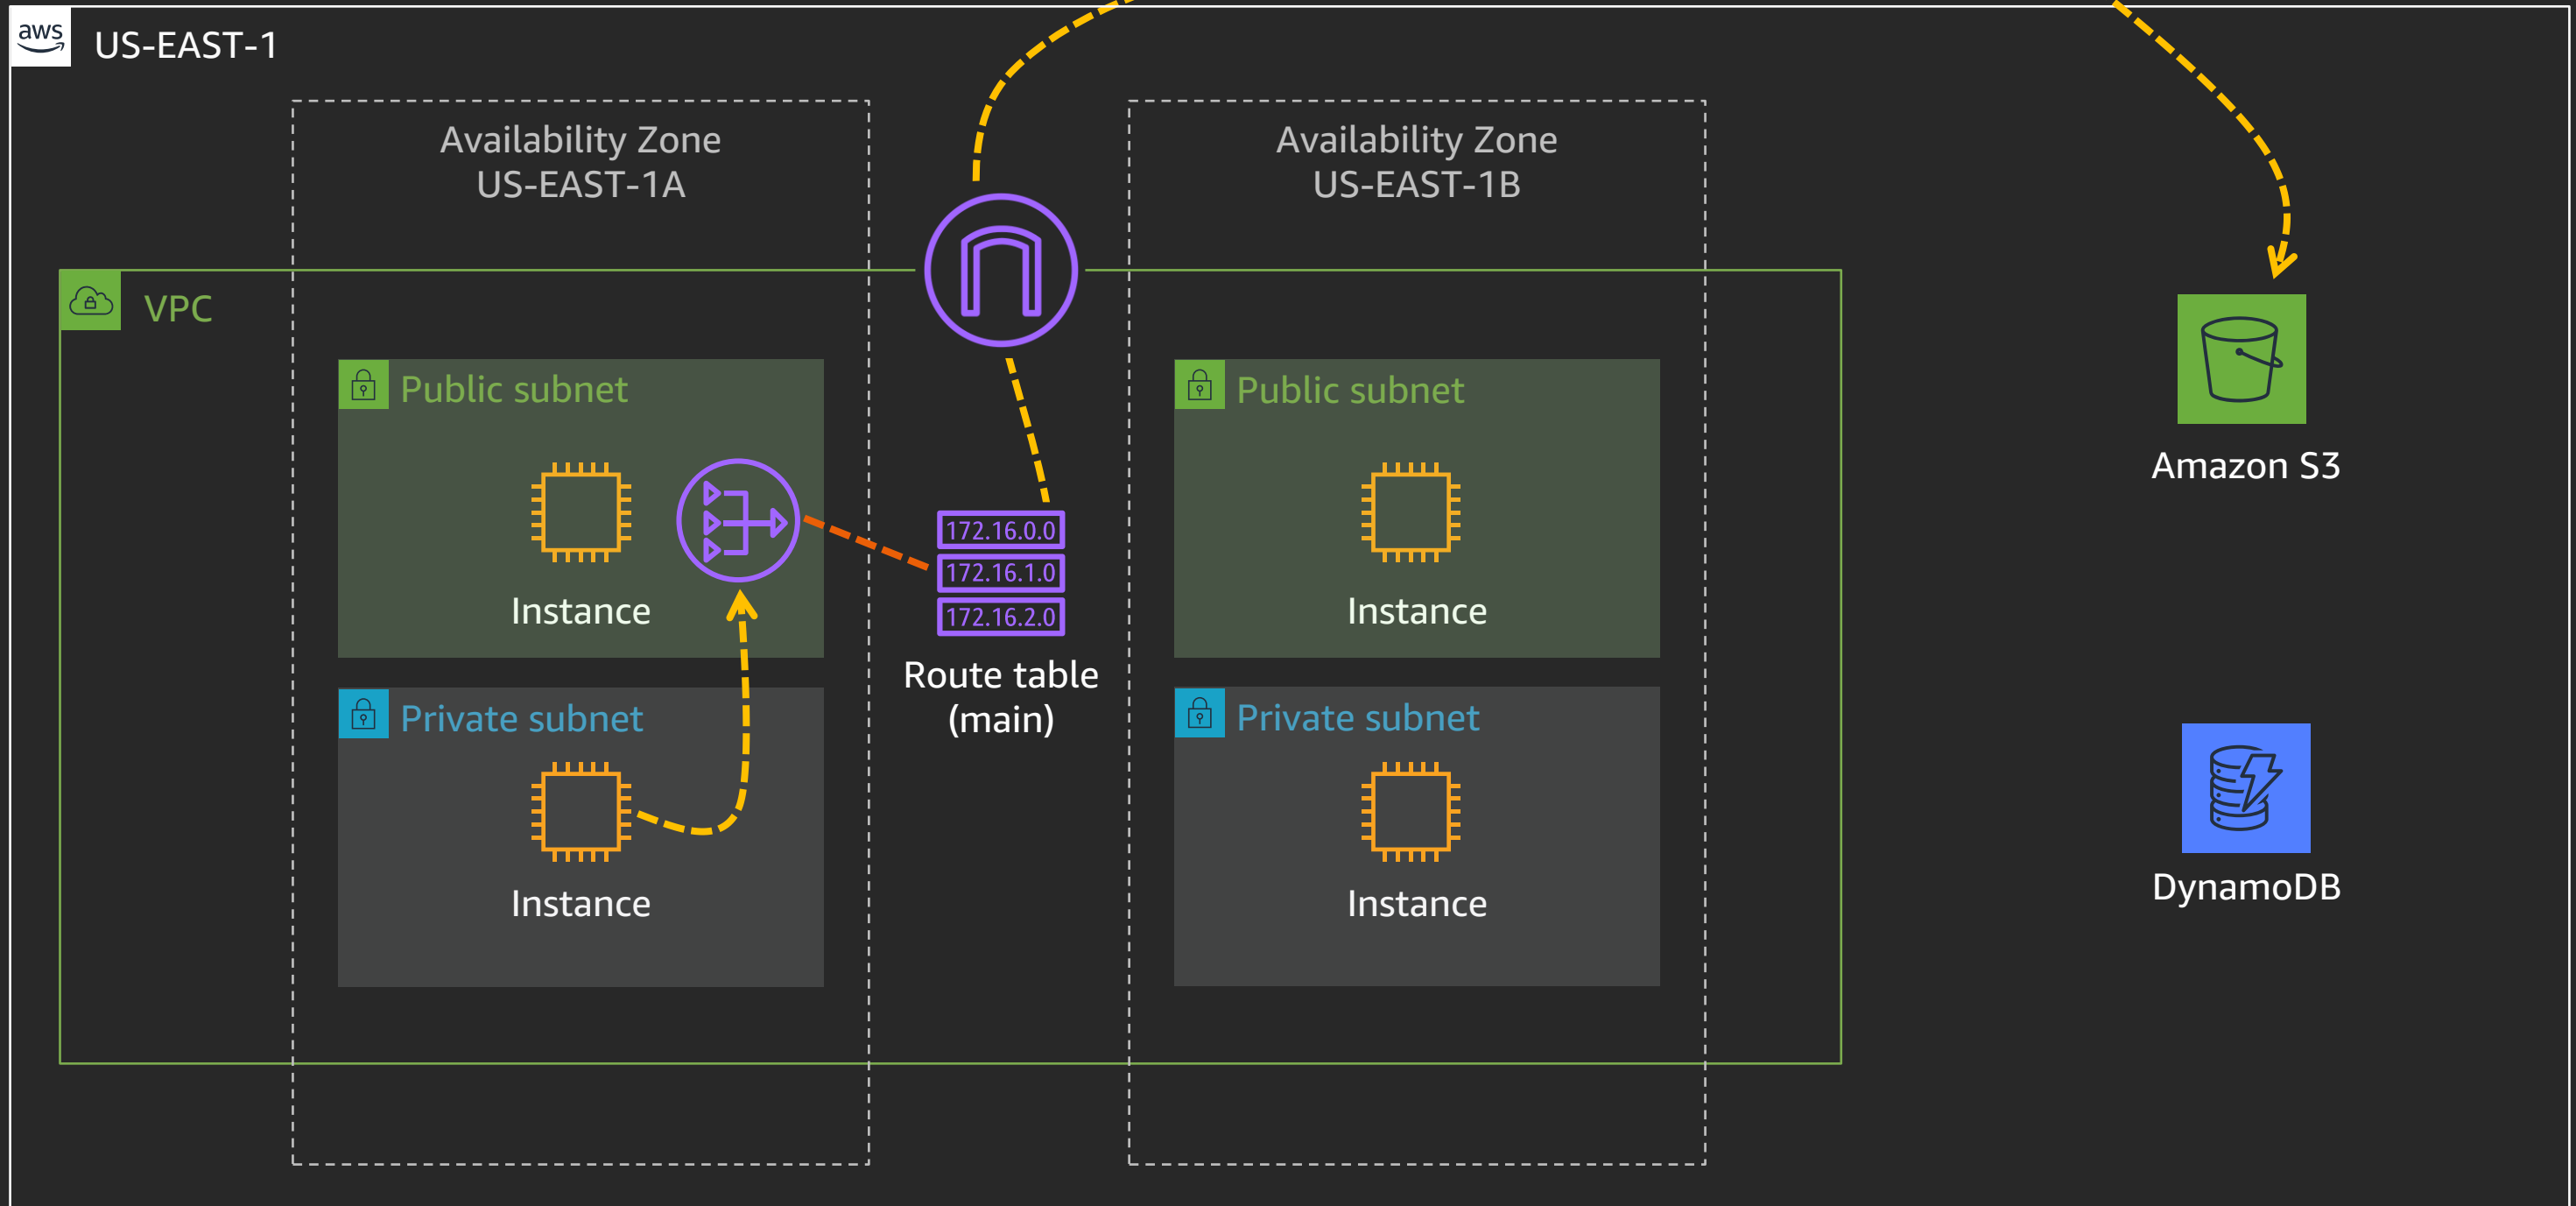 aws
US-EAST-1
Availability Zone
US-EAST-1A
Availability Zone
US-EAST-1B
VPC
Public subnet
Instance
Private subnet
Instance
172.16.0.0
172.16.1.0
172.16.2.0
Route table
(main)
Public subnet
Instance
Private subnet
Instance
Amazon S3
DynamoDB